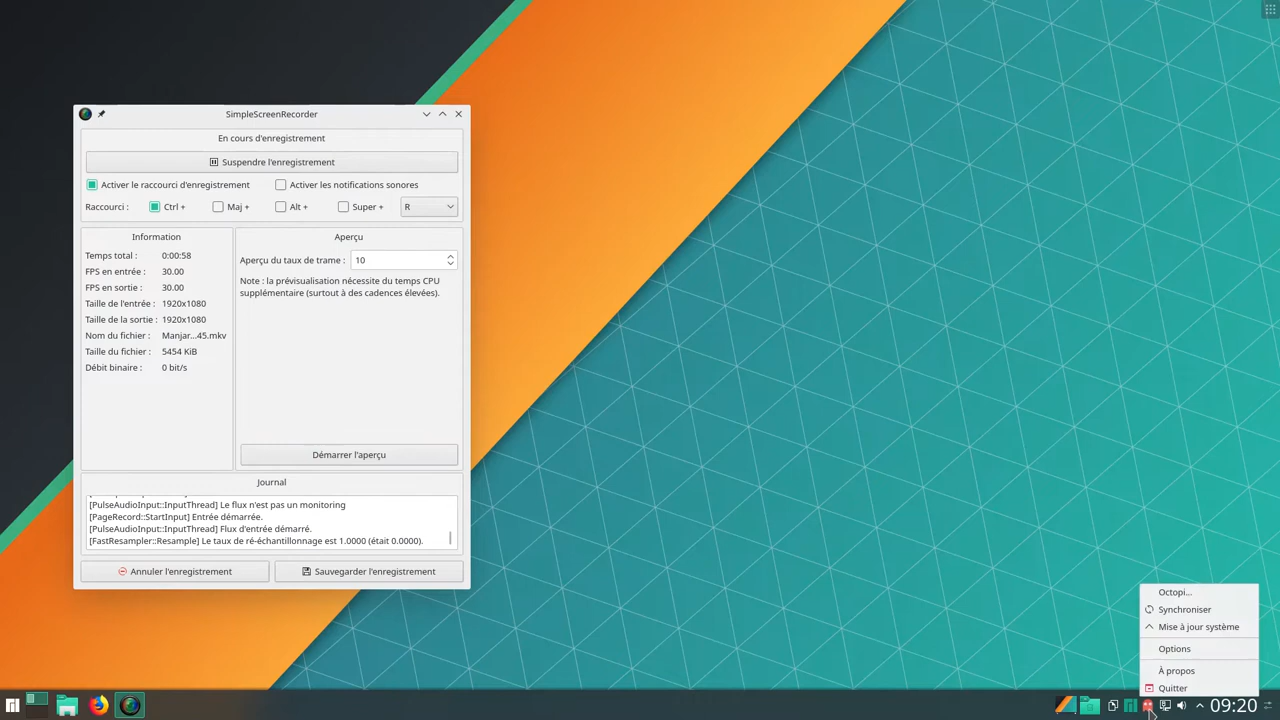 SimpleScreenRecorder
En cours d'enregistrement
Suspendre l'enregistrement
Activer le raccourci d'enregistrement Activer les notifications sonores
Raccourci : Ctrl + Maj + Alt + Super + R
Information
Temps total : 0:00:58
FPS en entrée : 30.00
FPS en sortie : 30.00
Taille de l'entrée : 1920x1080
Taille de la sortie : 1920x1080
Nom du fichier : Manjar...45.mkv
Taille du fichier : 5454 KiB
Débit binaire : 0 bit/s
Aperçu
Aperçu du taux de trame : 10
Note : la prévisualisation nécessite du temps CPU
supplémentaire (surtout à des cadences élevées).
Démarrer l'aperçu
Journal
[PulseAudioInput::InputThread] Le flux n'est pas un monitoring
[PageRecord::StartInput] Entrée démarrée.
[PulseAudioInput::InputThread] Flux d'entrée démarré.
[FastResampler::Resample] Le taux de ré-échantillonnage est 1.0000 (était 0.0000).
Annuler l'enregistrement Sauvegarder l'enregistrement
Octopi...
Synchroniser
Mise à jour système
Options
À propos
Quitter
09:20